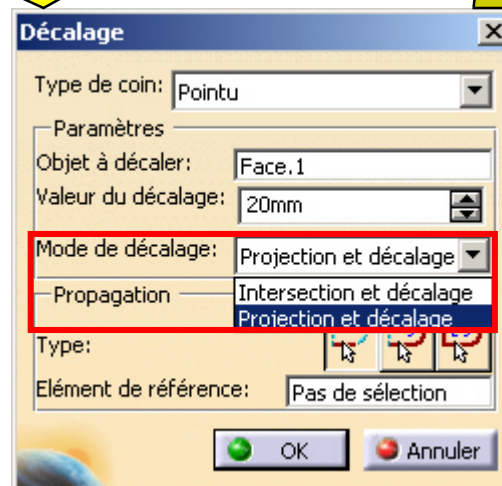 Décalage
Type de coin: Pointu
Paramètres
Objet à décaler: Face.1
Valeur du décalage: 20mm
Mode de décalage: Projection et décalage
Propagation Intersection et décalage
Projection et décalage
Type:
Elément de référence: Pas de sélection
OK Annuler